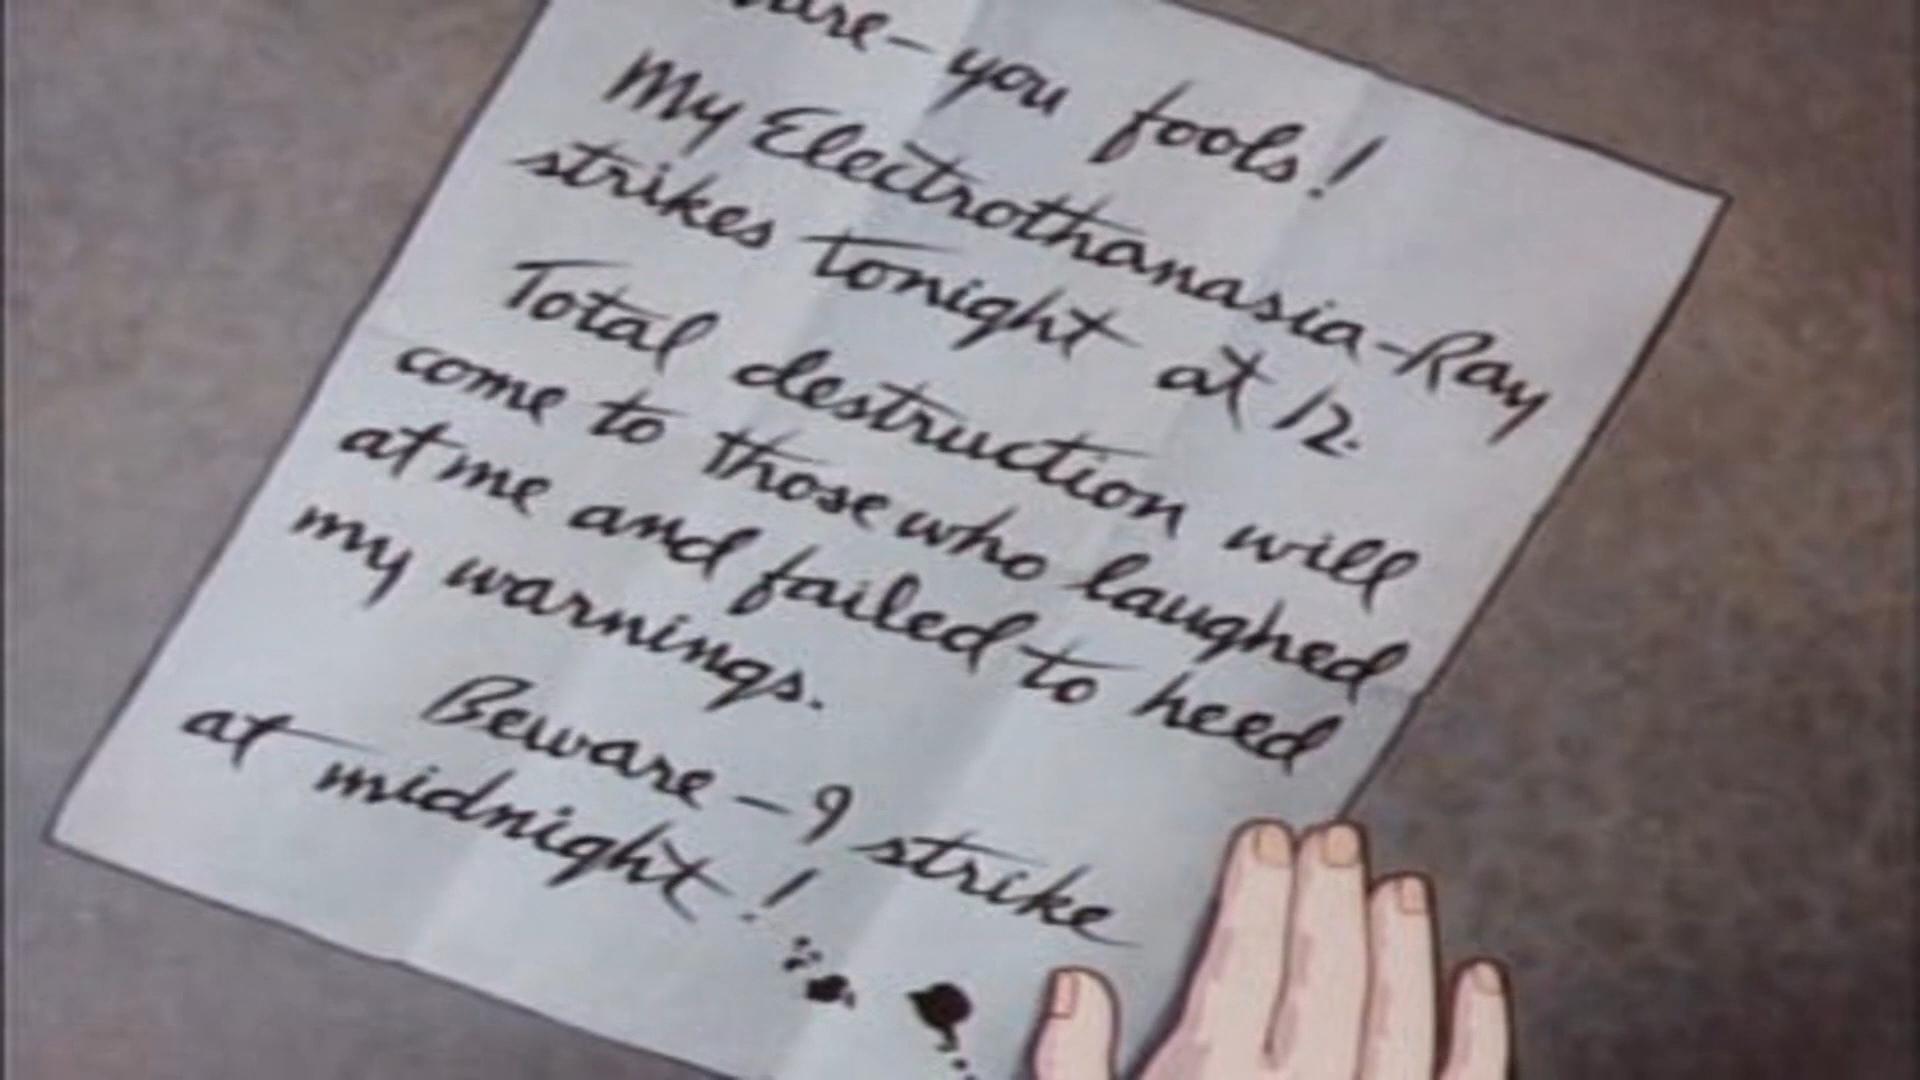 you fools!
My Electrothanasia-Ray
strikes tonight at 12.
Total destruction will
come to those who laughed
at me and failed to heed
my warnings.
Beware – I strike
at midnight!